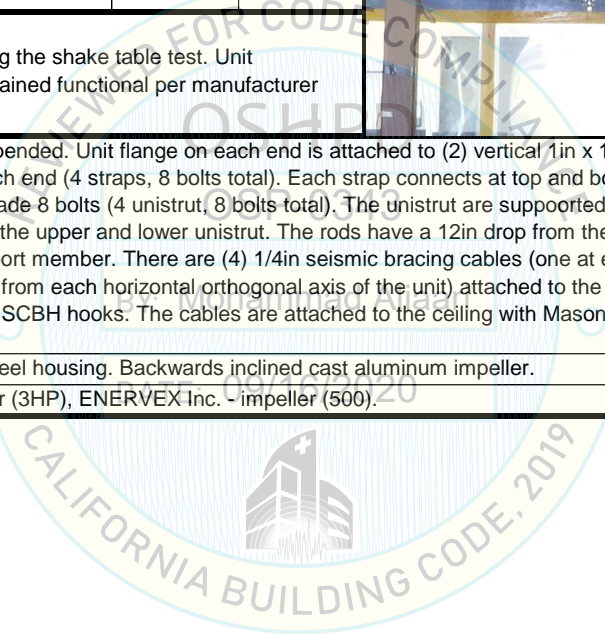 g the shake table test. Unit
ained functional per manufacturer
REVIEWED FOR CODE COMPLIANCE
OSHPD
pended. Unit flange on each end is attached to (2) vertical 1in x 1
ch end (4 straps, 8 bolts total). Each strap connects at top and bo
ade 8 bolts (4 unistrut, 8 bolts total). The unistrut are suppoorted
OSP-0343
the upper and lower unistrut. The rods have a 12in drop from the
ort member. There are (4) 1/4in seismic bracing cables (one at e
from each horizontal orthogonal axis of the unit) attached to the
BY: Mohammad Aliaari
SCBH hooks. The cables are attached to the ceiling with Mason
eel housing. Backwards inclined cast aluminum impeller.
DATE: 09/16/2020
r (3HP), ENERVEX Inc. - impeller (500).
CALIFORNIA BUILDING CODE, 2019